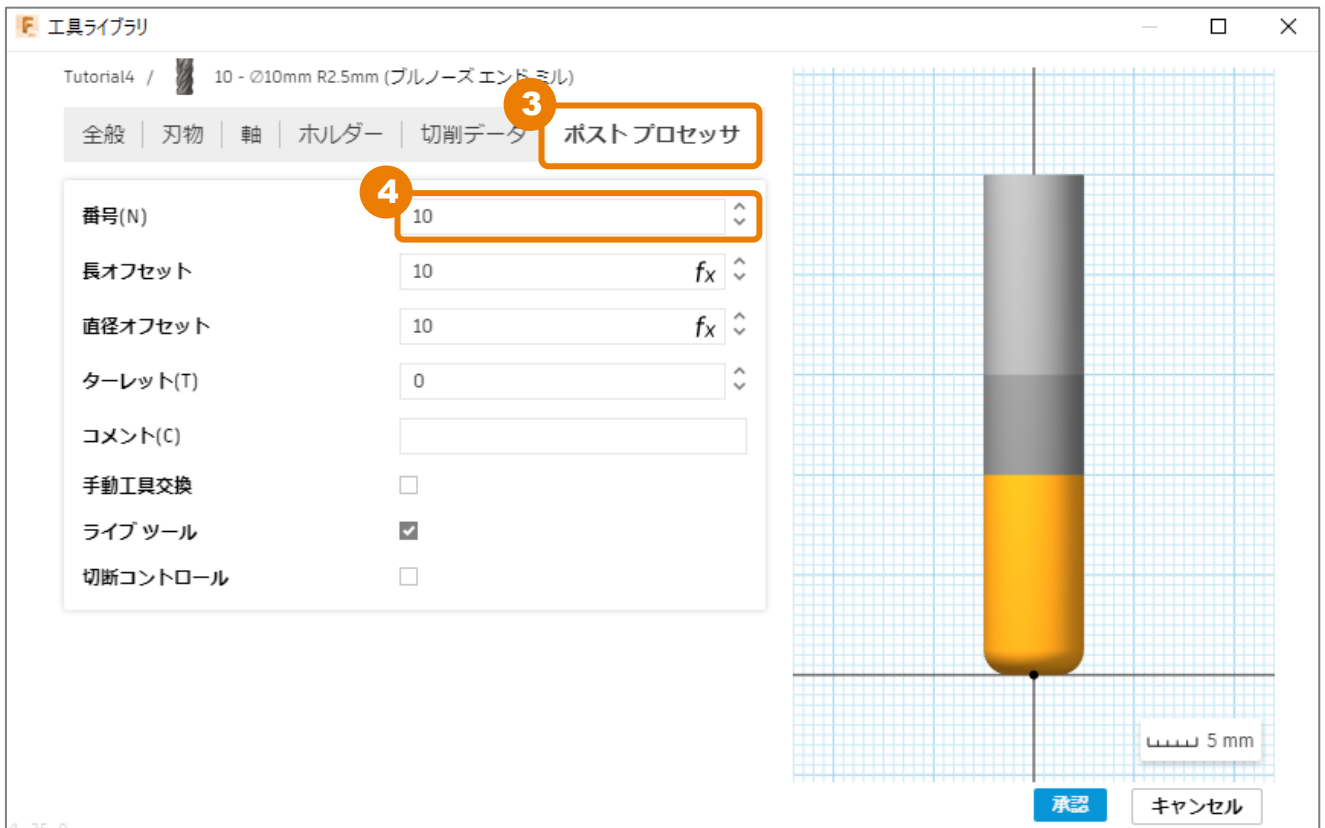 工具ライブラリ
Tutorial4 / 10 - ∅10mm R2.5mm (ブルノーズ エンド ミル)
3
全般 刃物 軸 ホルダー 切削データ ポスト プロセッサ
4
番号(N) 10
長オフセット 10 fx
直径オフセット 10 fx
ターレット(T) 0
コメント(C)
手動工具交換
ライブ ツール
切断コントロール
5 mm
承認 キャンセル